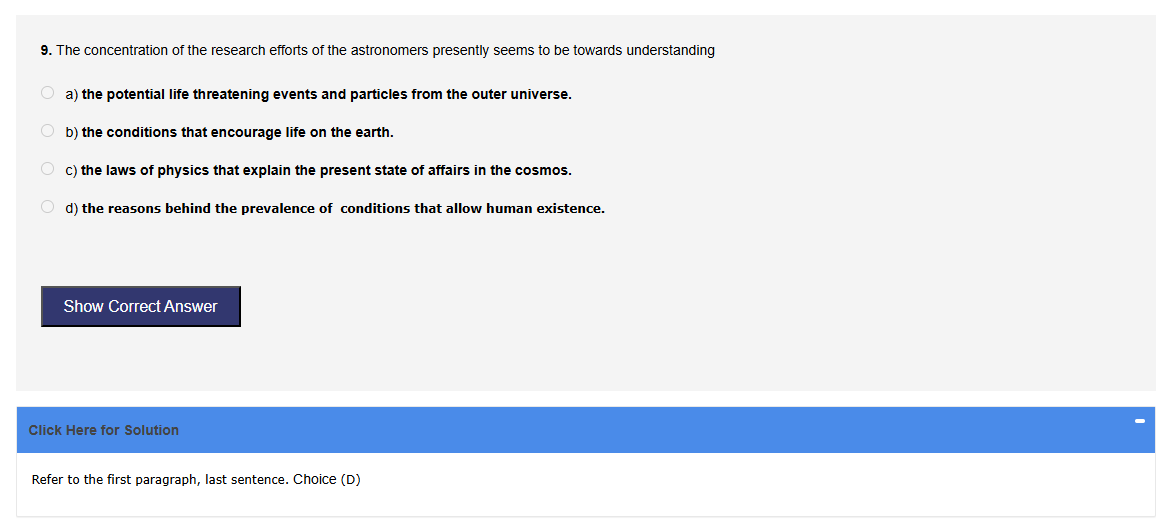 9. The concentration of the research efforts of the astronomers presently seems to be towards understanding
a) the potential life threatening events and particles from the outer universe.
b) the conditions that encourage life on the earth.
c) the laws of physics that explain the present state of affairs in the cosmos.
d) the reasons behind the prevalence of conditions that allow human existence.
Show Correct Answer
Click Here for Solution
Refer to the first paragraph, last sentence. Choice (D)